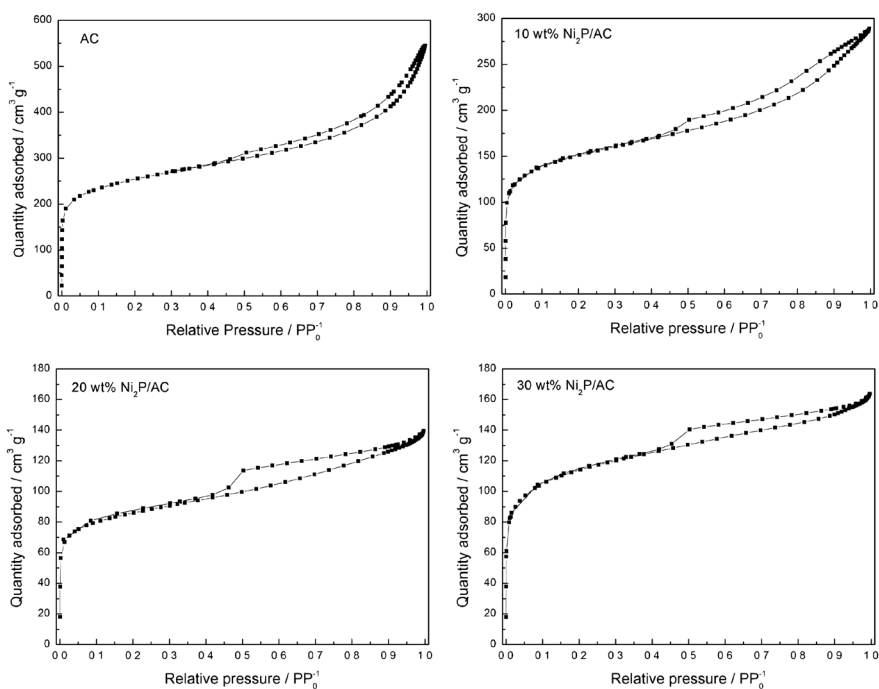 AC
600
500
400
300
200
100
0
Quantity adsorbed / cm³ g⁻¹
0 0 0 1 0 2 0 3 0 4 0 5 0 6 0 7 0 8 0 9 1 0
Relative Pressure / PP₀⁻¹
10 wt% Ni₂P/AC
300
250
200
150
100
50
0
Quantity adsorbed / cm³ g⁻¹
0 0 0 1 0 2 0 3 0 4 0 5 0 6 0 7 0 8 0 9 1 0
Relative pressure / PP₀⁻¹
20 wt% Ni₂P/AC
180
160
140
120
100
80
60
40
20
0
Quantity adsorbed / cm³ g⁻¹
0 0 0 1 0 2 0 3 0 4 0 5 0 6 0 7 0 8 0 9 1 0
Relative pressure / PP₀⁻¹
30 wt% Ni₂P/AC
180
160
140
120
100
80
60
40
20
0
Quantity adsorbed / cm³ g⁻¹
0 0 0 1 0 2 0 3 0 4 0 5 0 6 0 7 0 8 0 9 1 0
Relative pressure / PP₀⁻¹